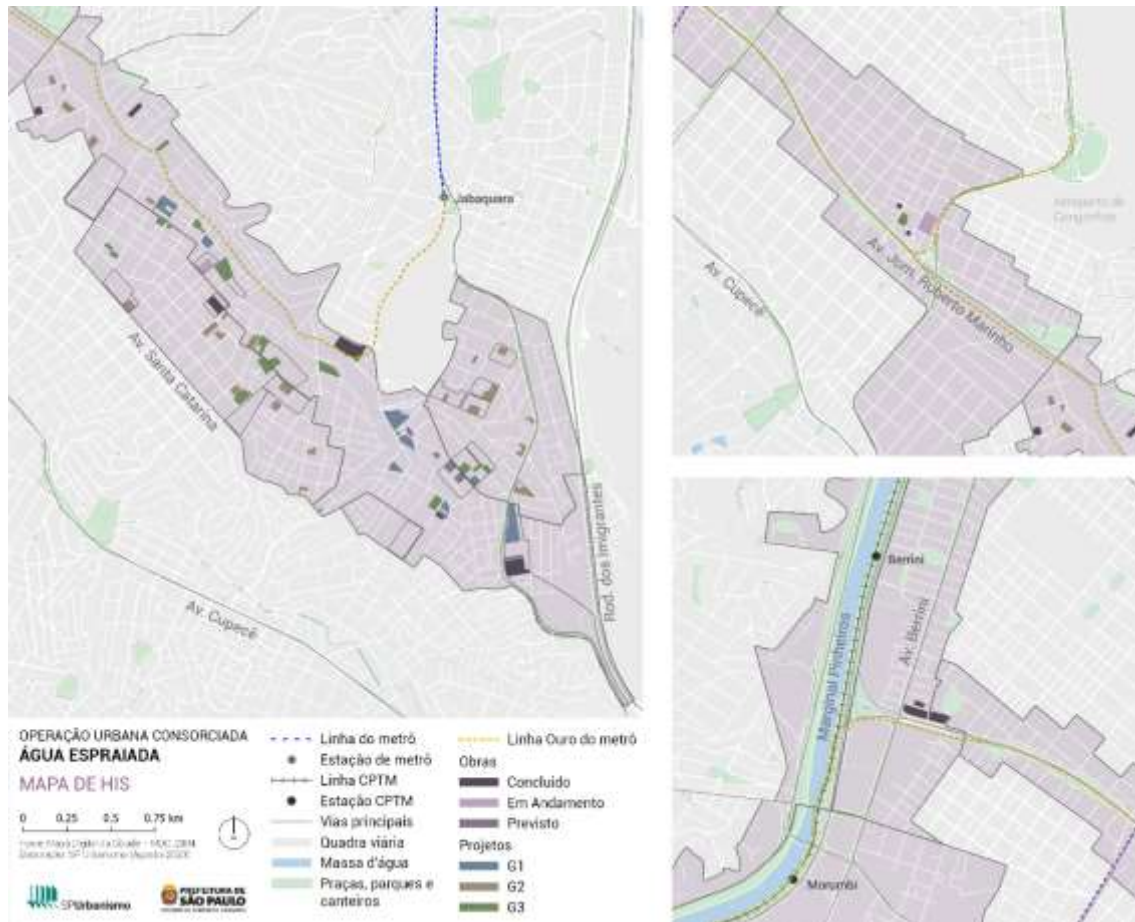 Jabaquara
Av. Santa Catarina
Av. Cupecê
Rod. dos Imigrantes
Aeroporto de
Congonhas
Av. Jorn. Roberto Marinho
Av. Cupecê
Berrini
Av. Berrini
Marginal Pinheiros
Morumbi
OPERAÇÃO URBANA CONSORCIADA
ÁGUA ESPRAIADA
MAPA DE HIS
0 0.25 0.5 0.75 km
SPUrbanismo
PREFEITURA DE
SÃO PAULO
Linha do metrô
Estação de metrô
Linha CPTM
Estação CPTM
Vias principais
Quadra viária
Massa d'água
Praças, parques e
canteiros
Linha Ouro do metrô
Obras
Concluído
Em Andamento
Previsto
Projetos
G1
G2
G3